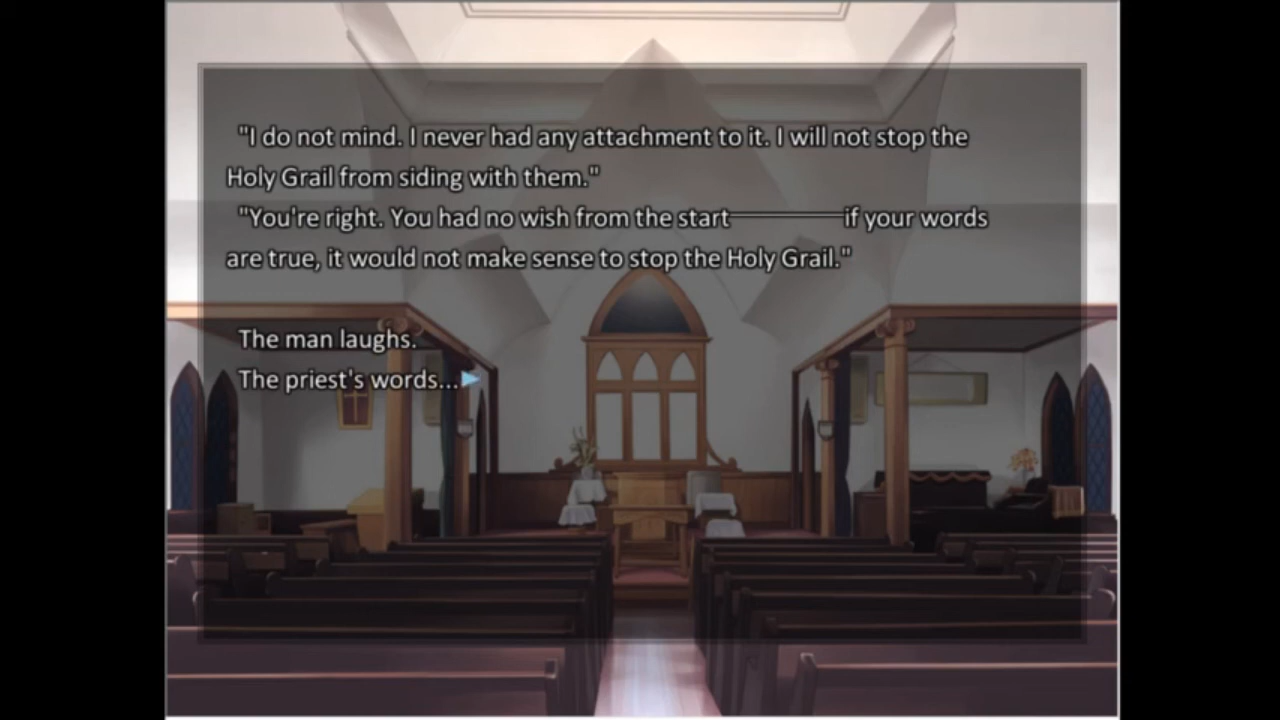 "I do not mind. I never had any attachment to it. I will not stop the
Holy Grail from siding with them."
"You're right. You had no wish from the start————if your words
are true, it would not make sense to stop the Holy Grail."
The man laughs.
The priest's words...